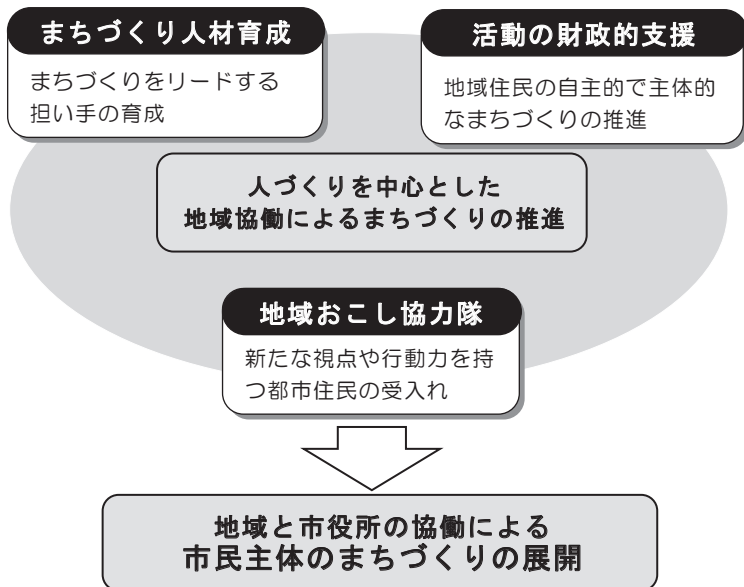 まちづくり人材育成
まちづくりをリードする
担い手の育成
活動の財政的支援
地域住民の自主的で主体的
なまちづくりの推進
人づくりを中心とした
地域協働によるまちづくりの推進
地域おこし協力隊
新たな視点や行動力を持
つ都市住民の受入れ
地域と市役所の協働による
市民主体のまちづくりの展開